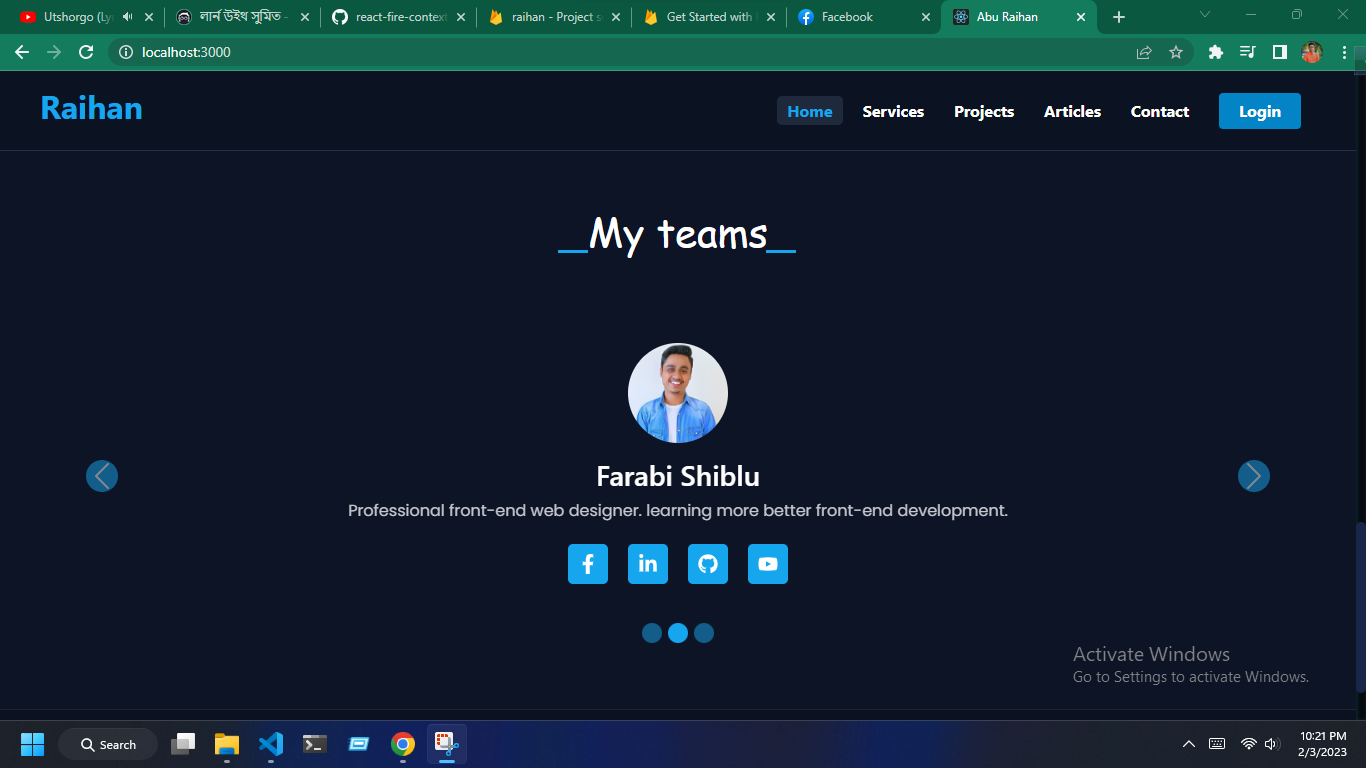 Utshorgo (Ly
লার্ন উইথ সুমিত -
react-fire-context
raihan - Project s
Get Started with
Facebook
Abu Raihan
localhost:3000
Raihan
Home
Services
Projects
Articles
Contact
Login
_My teams_
Farabi Shiblu
Professional front-end web designer. learning more better front-end development.
Activate Windows
Go to Settings to activate Windows.
Search
10:21 PM
2/3/2023